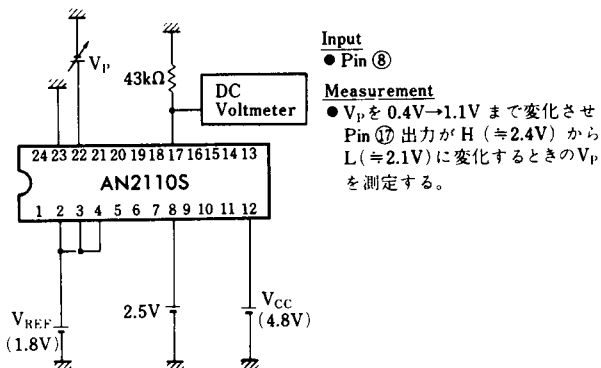 V_P
43kΩ
DC
Voltmeter
Input
● Pin ⑧
Measurement
● V_Pを 0.4V→1.1V まで変化させ
Pin ⑰ 出力が H (≒2.4V) から
L(≒2.1V)に変化するときのV_P
を測定する。
24 23 22 21 20 19 18 17 16 15 14 13
AN2110S
1 2 3 4 5 6 7 8 9 10 11 12
V_REF
(1.8V)
2.5V
V_CC
(4.8V)